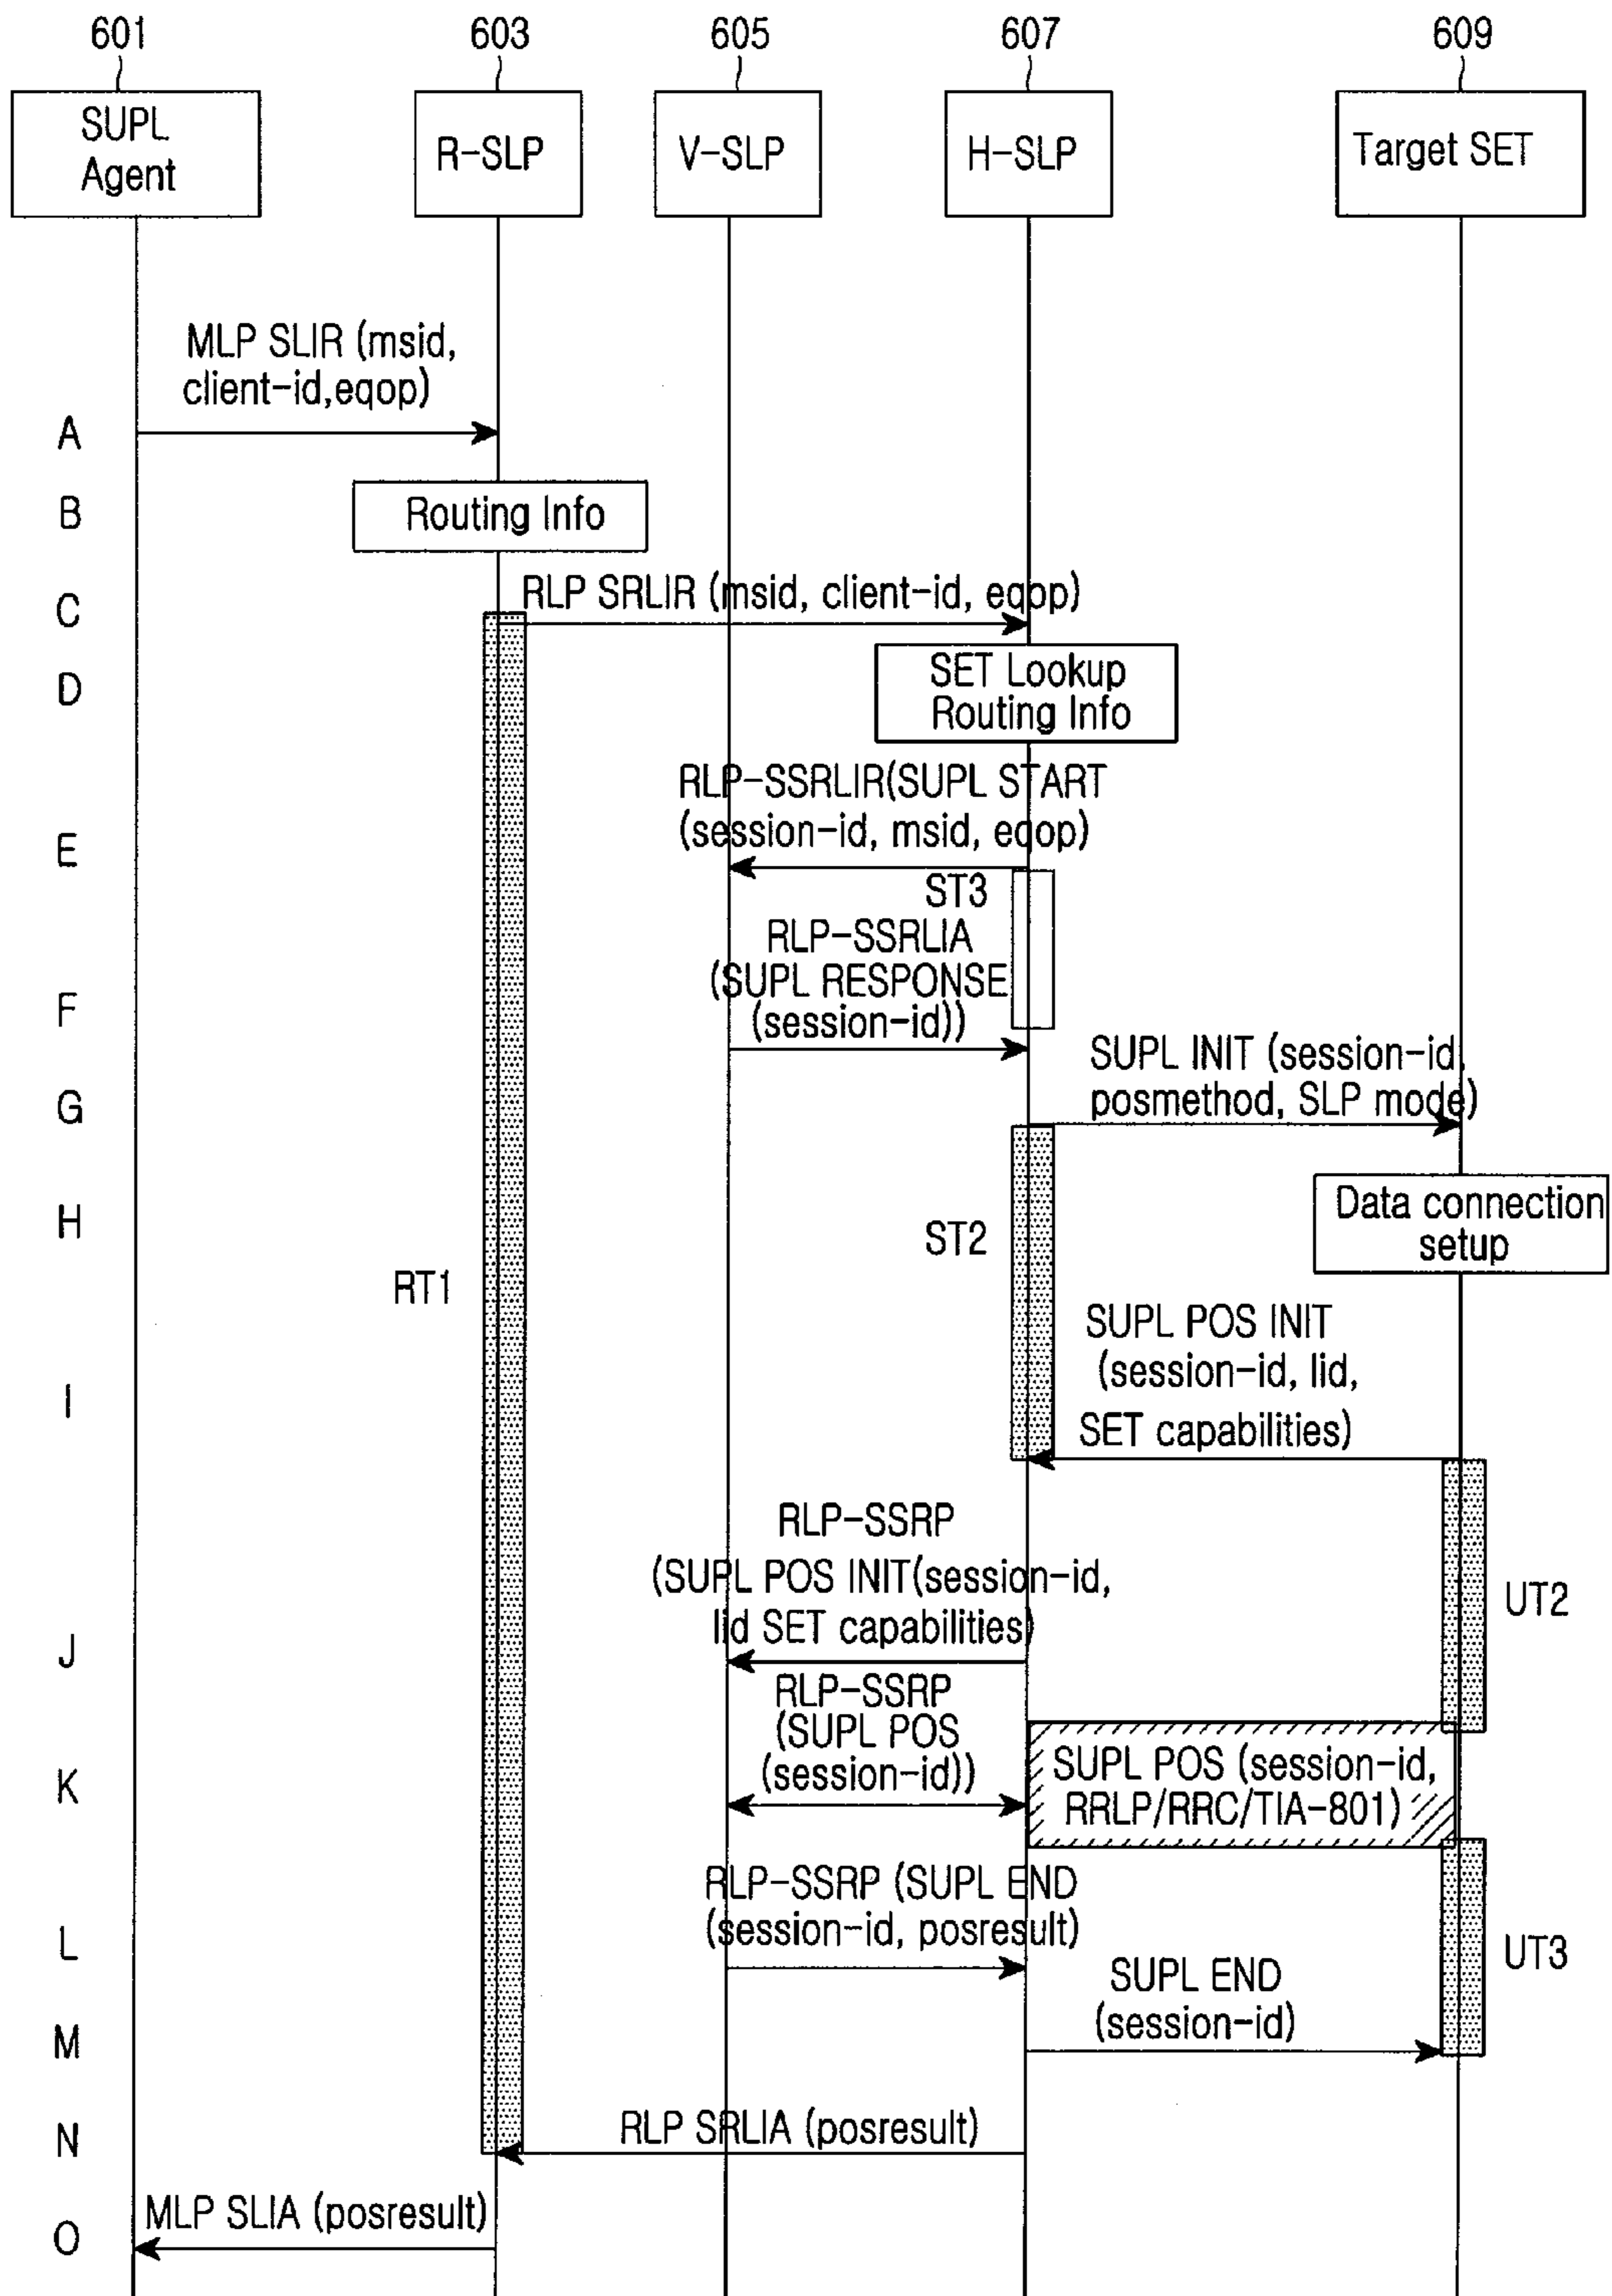 601
603
605
607
609
SUPL
Agent
R-SLP
V-SLP
H-SLP
Target SET
MLP SLIR (msid,
client-id,eqop)
A
B
Routing Info
C
RLP SRLIR (msid, client-id, eqop)
D
SET Lookup
Routing Info
RLP-SSRLIR(SUPL START
(session-id, msid, eqop)
E
ST3
RLP-SSRLIA
(SUPL RESPONSE
(session-id))
F
SUPL INIT (session-id,
posmethod, SLP mode)
G
H
Data connection
setup
ST2
RT1
SUPL POS INIT
(session-id, lid,
SET capabilities)
I
RLP-SSRP
(SUPL POS INIT(session-id,
lid SET capabilities)
UT2
J
RLP-SSRP
(SUPL POS
(session-id))
K
SUPL POS (session-id,
RRLP/RRC/TIA-801)
RLP-SSRP (SUPL END
(session-id, posresult)
L
UT3
SUPL END
(session-id)
M
N
RLP SRLIA (posresult)
MLP SLIA (posresult)
O